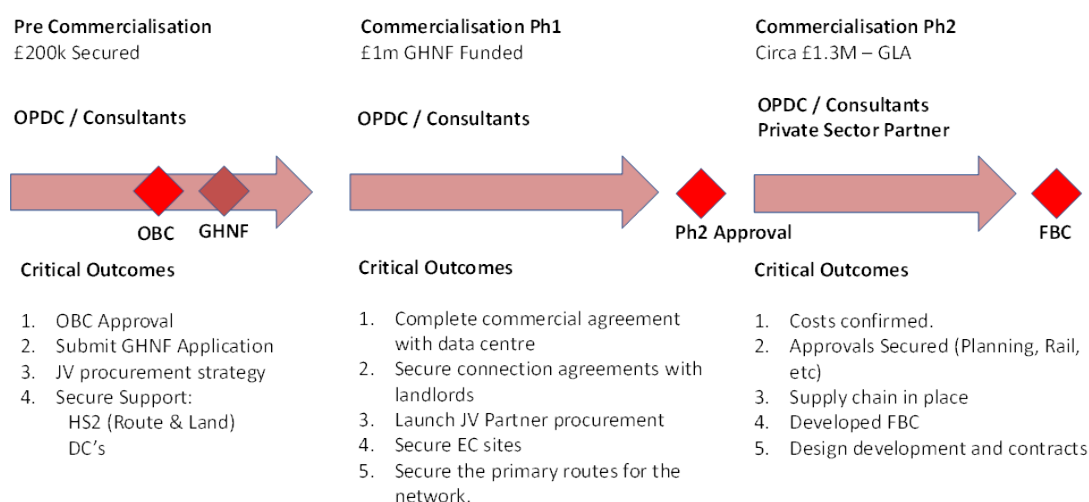 Pre Commercialisation
£200k Secured
OPDC / Consultants
OBC
GHNF
Critical Outcomes
1. OBC Approval
2. Submit GHNF Application
3. JV procurement strategy
4. Secure Support:
HS2 (Route & Land)
DC's
Commercialisation Ph1
£1m GHNF Funded
OPDC / Consultants
Ph2 Approval
Critical Outcomes
1. Complete commercial agreement
with data centre
2. Secure connection agreements with
landlords
3. Launch JV Partner procurement
4. Secure EC sites
5. Secure the primary routes for the
network.
Commercialisation Ph2
Circa £1.3M – GLA
OPDC / Consultants
Private Sector Partner
FBC
Critical Outcomes
1. Costs confirmed.
2. Approvals Secured (Planning, Rail,
etc)
3. Supply chain in place
4. Developed FBC
5. Design development and contracts